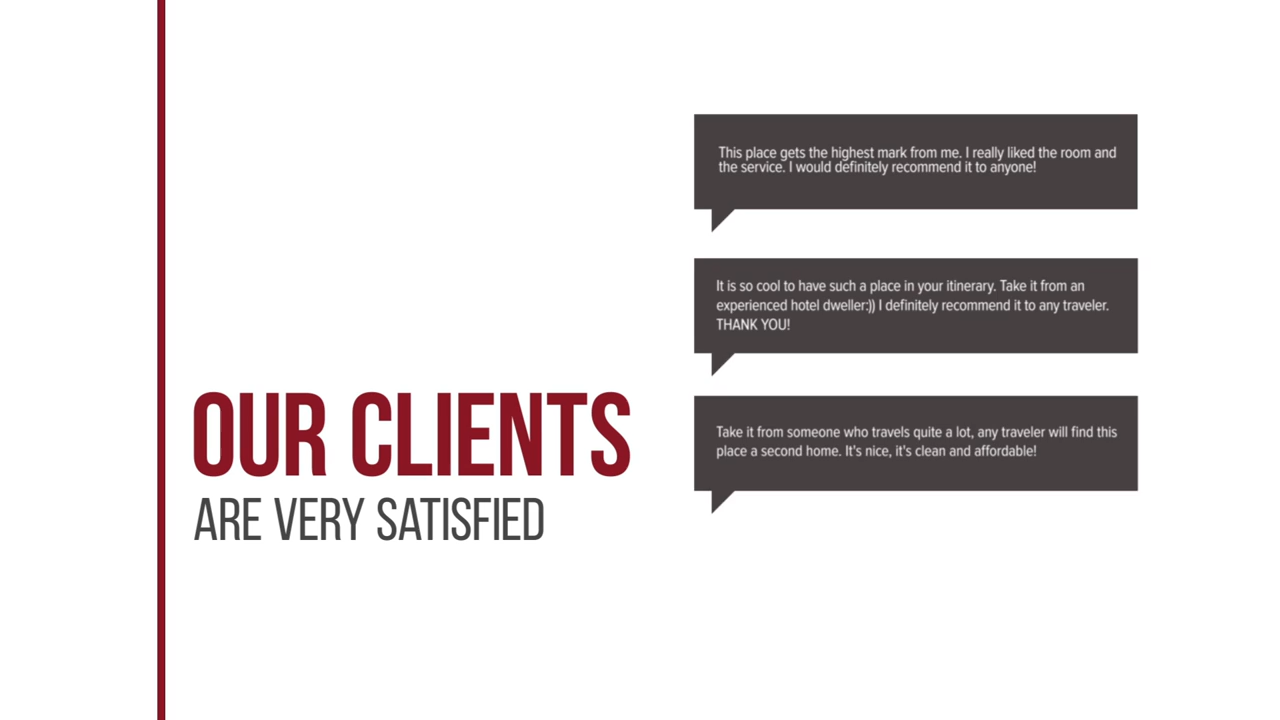 OUR CLIENTS
ARE VERY SATISFIED
This place gets the highest mark from me. I really liked the room and
the service. I would definitely recommend it to anyone!
It is so cool to have such a place in your itinerary. Take it from an
experienced hotel dweller:)) I definitely recommend it to any traveler.
THANK YOU!
Take it from someone who travels quite a lot, any traveler will find this
place a second home. It's nice, it's clean and affordable!